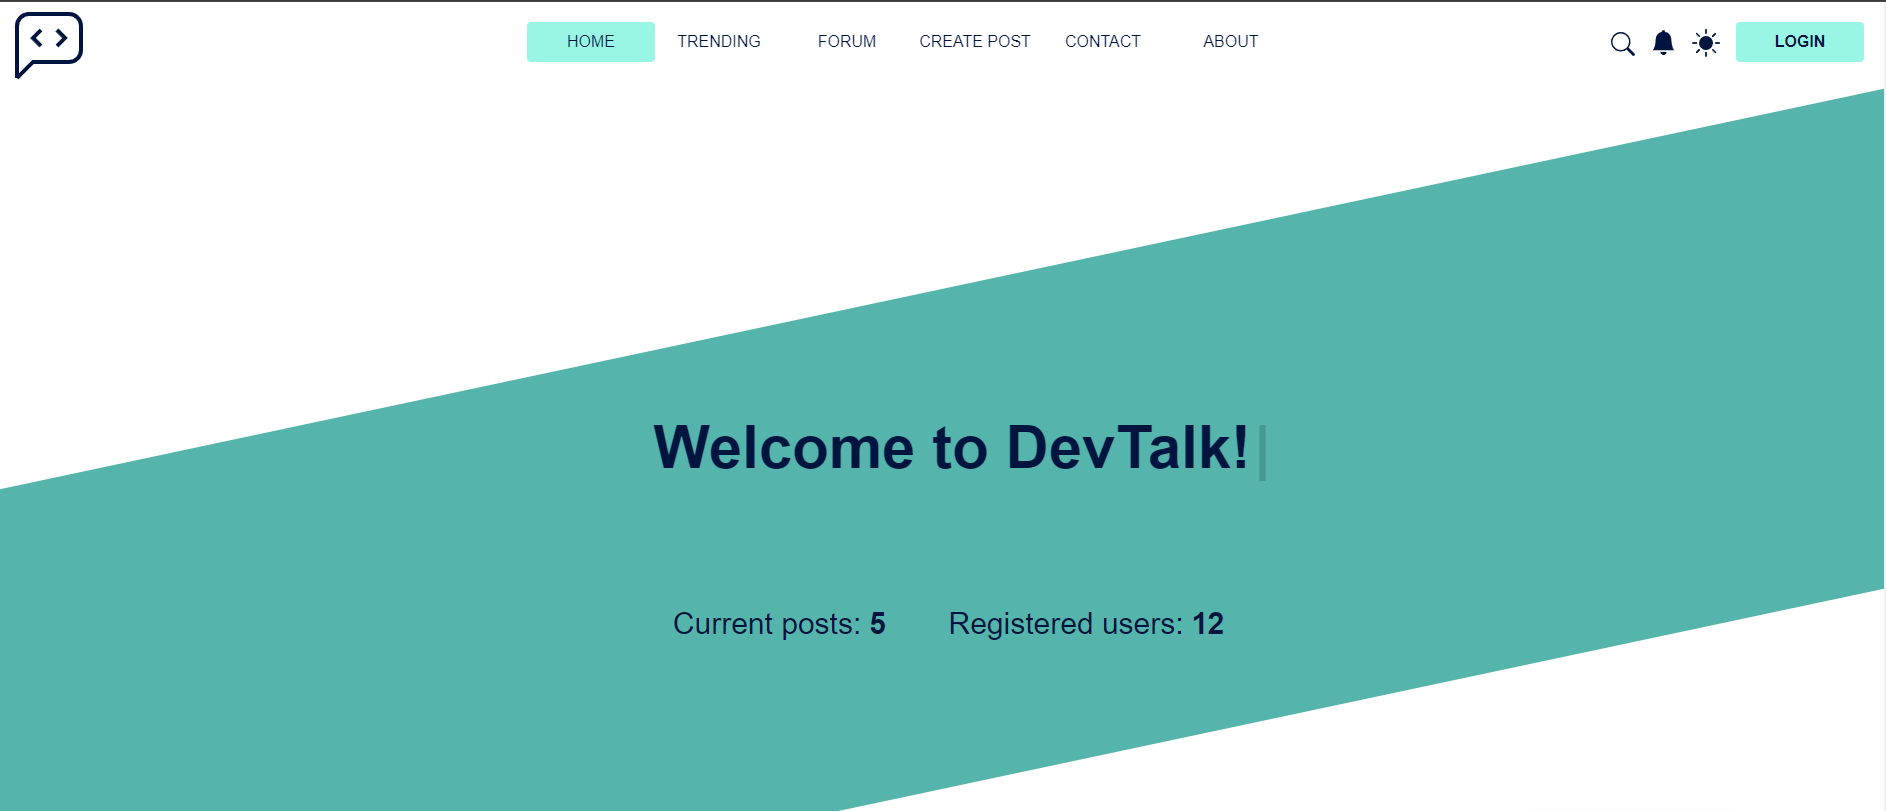 HOME TRENDING FORUM CREATE POST CONTACT ABOUT LOGIN
Welcome to DevTalk!
Current posts: 5 Registered users: 12